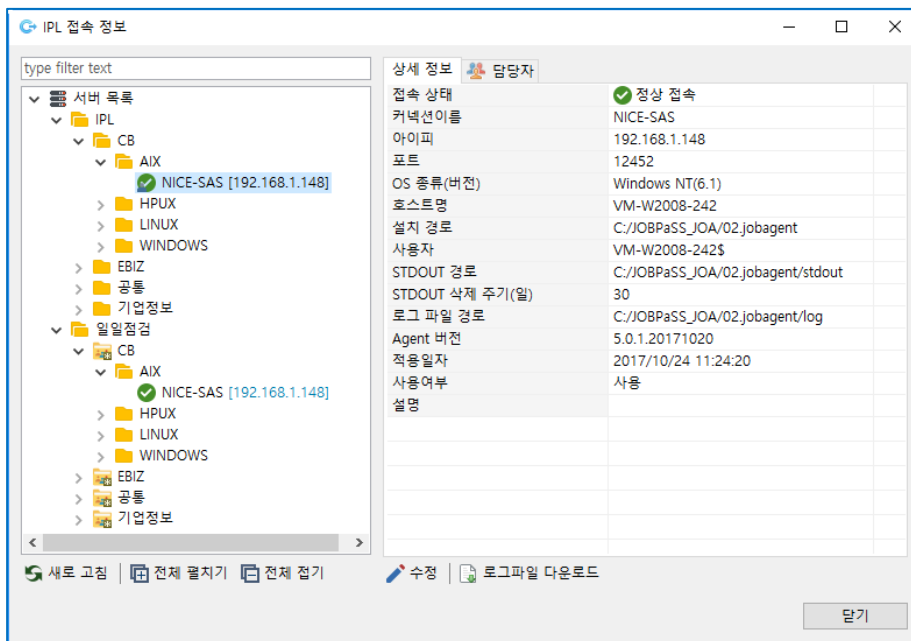 IPL 접속 정보
type filter text
서버 목록
IPL
CB
AIX
NICE-SAS [192.168.1.148]
HPUX
LINUX
WINDOWS
EBIZ
공통
기업정보
일일점검
CB
AIX
NICE-SAS [192.168.1.148]
HPUX
LINUX
WINDOWS
EBIZ
공통
기업정보
새로 고침 전체 펼치기 전체 접기
상세 정보 담당자
접속 상태 정상 접속
커넥션이름 NICE-SAS
아이피 192.168.1.148
포트 12452
OS 종류(버전) Windows NT(6.1)
호스트명 VM-W2008-242
설치 경로 C:/JOBPaSS_JOA/02.jobagent
사용자 VM-W2008-242$
STDOUT 경로 C:/JOBPaSS_JOA/02.jobagent/stdout
STDOUT 삭제 주기(일) 30
로그 파일 경로 C:/JOBPaSS_JOA/02.jobagent/log
Agent 버전 5.0.1.20171020
적용일자 2017/10/24 11:24:20
사용여부 사용
설명
수정 로그파일 다운로드
닫기